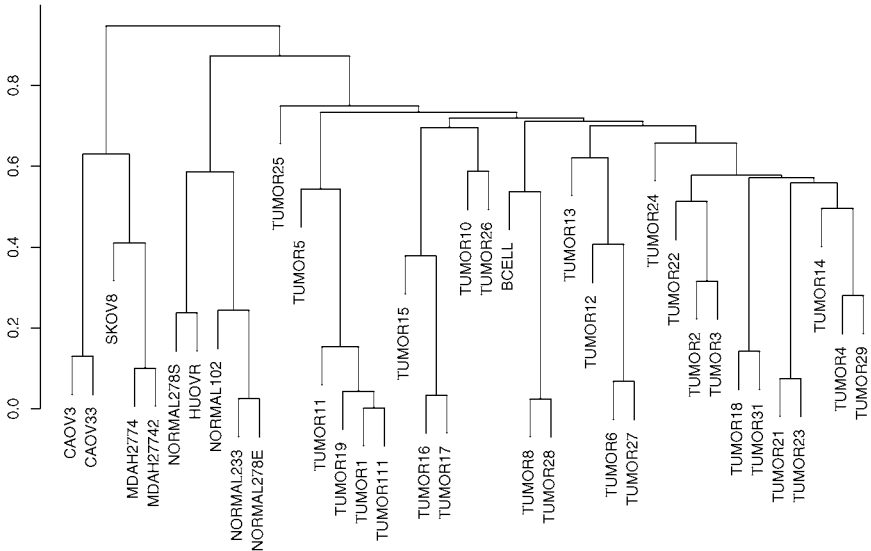 0.8
0.6
0.4
0.2
0.0
CAOV3
CAOV33
SKOV8
MDAH2774
MDAH27742
NORMAL278S
HUOVR
NORMAL102
NORMAL233
NORMAL278E
TUMOR25
TUMOR5
TUMOR11
TUMOR19
TUMOR1
TUMOR111
TUMOR15
TUMOR16
TUMOR17
TUMOR10
TUMOR26
BCELL
TUMOR8
TUMOR28
TUMOR13
TUMOR12
TUMOR6
TUMOR27
TUMOR24
TUMOR22
TUMOR2
TUMOR3
TUMOR18
TUMOR31
TUMOR21
TUMOR23
TUMOR14
TUMOR4
TUMOR29